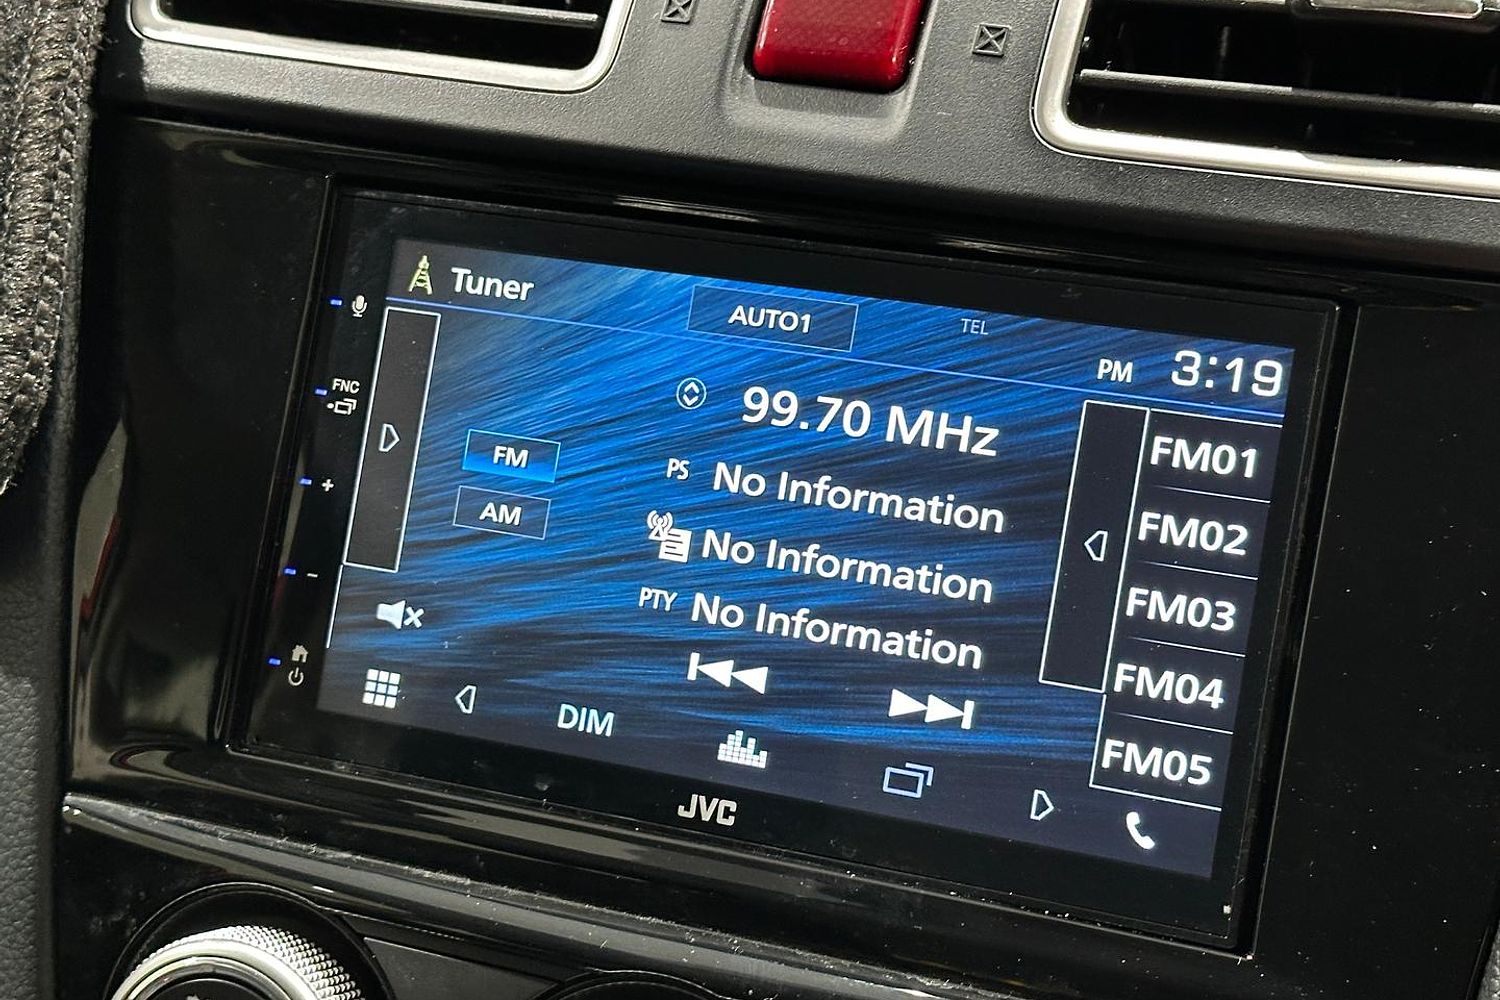 Tuner
AUTO1
TEL
PM 3:19
99.70 MHz
FNC
FM
PS No Information
AM
No Information
PTY No Information
FM01
FM02
FM03
FM04
FM05
+
-
DIM
JVC